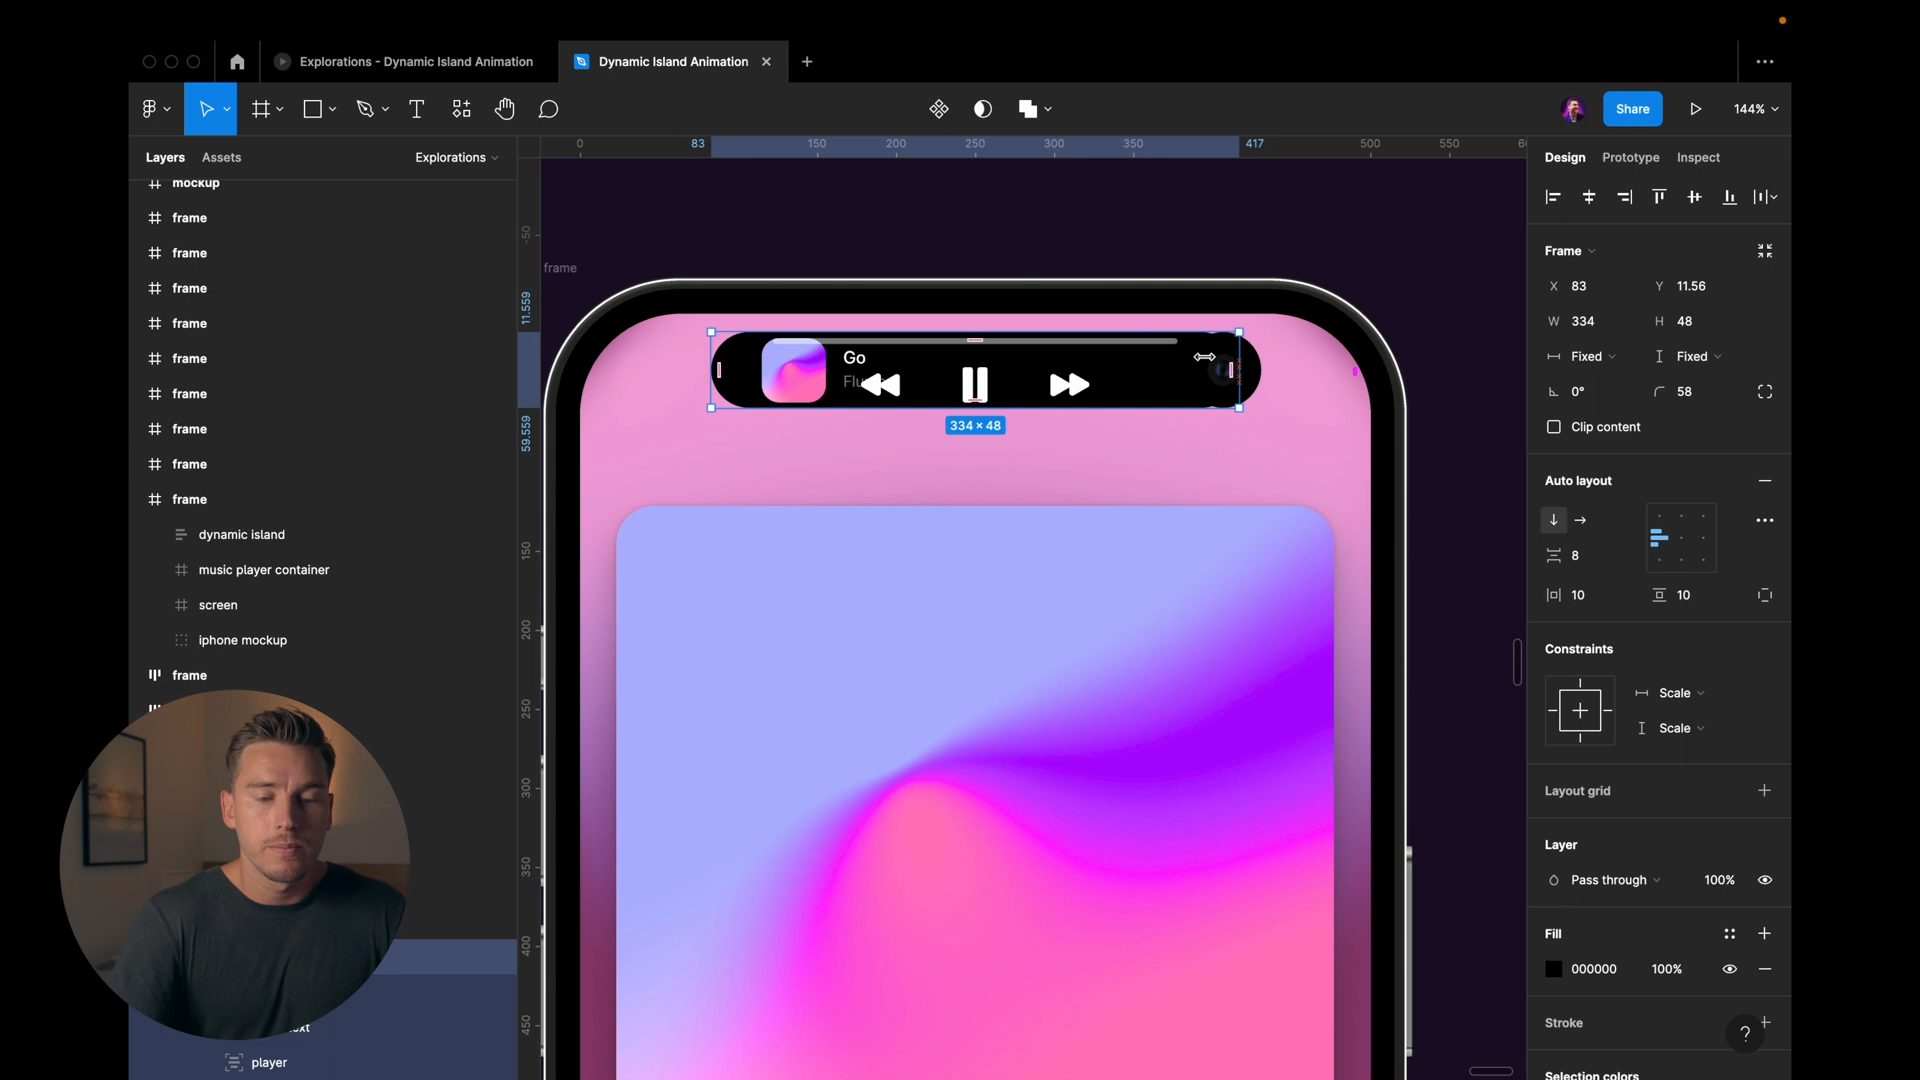 Explorations - Dynamic Island Animation
Dynamic Island Animation
Share
144%
Layers
Assets
Explorations
mockup
frame
frame
frame
frame
frame
frame
frame
frame
frame
dynamic island
music player container
screen
iphone mockup
frame
player
83
417
0
150
200
250
300
350
500
550
-50
11.559
59.559
150
200
250
300
350
400
450
frame
Go
334 × 48
Design
Prototype
Inspect
Frame
X 83
Y 11.56
W 334
H 48
Fixed
Fixed
0°
58
Clip content
Auto layout
8
10
10
Constraints
Scale
Scale
Layout grid
Layer
Pass through
100%
Fill
000000
100%
Stroke
?
Selection colors